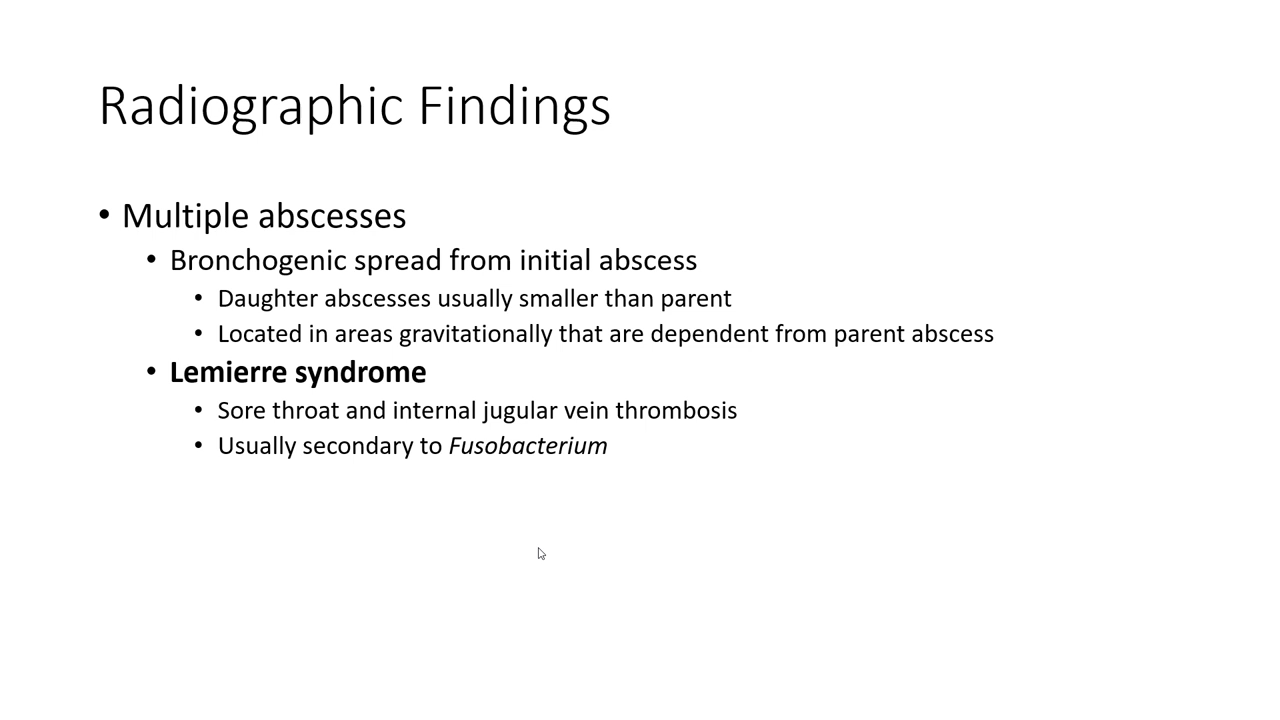 Radiographic Findings
• Multiple abscesses
• Bronchogenic spread from initial abscess
• Daughter abscesses usually smaller than parent
• Located in areas gravitationally that are dependent from parent abscess
• Lemierre syndrome
• Sore throat and internal jugular vein thrombosis
• Usually secondary to Fusobacterium